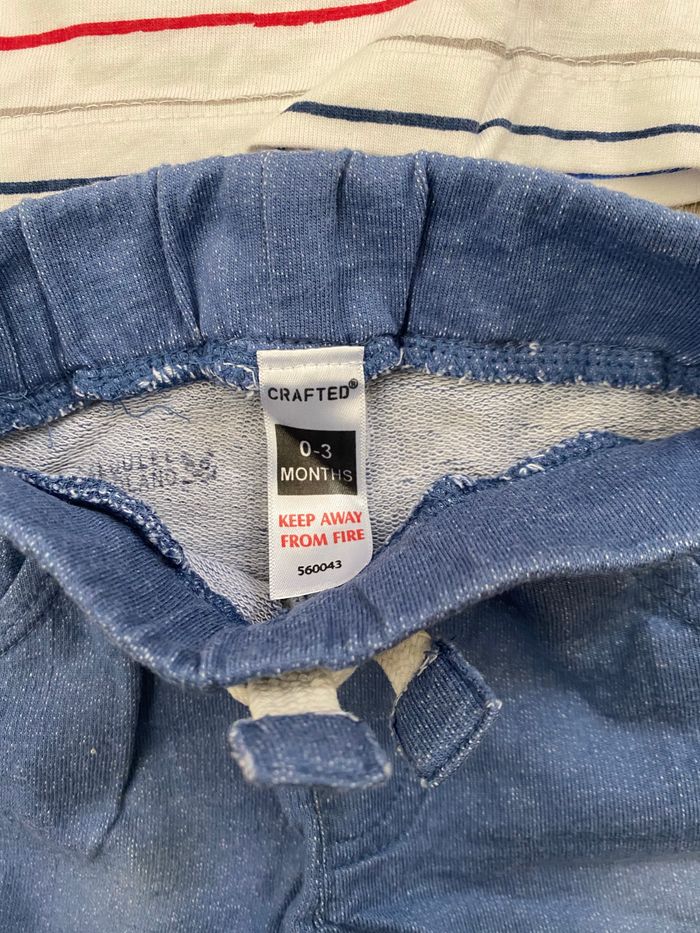 CRAFTED®
0-3
MONTHS
KEEP AWAY
FROM FIRE
560043